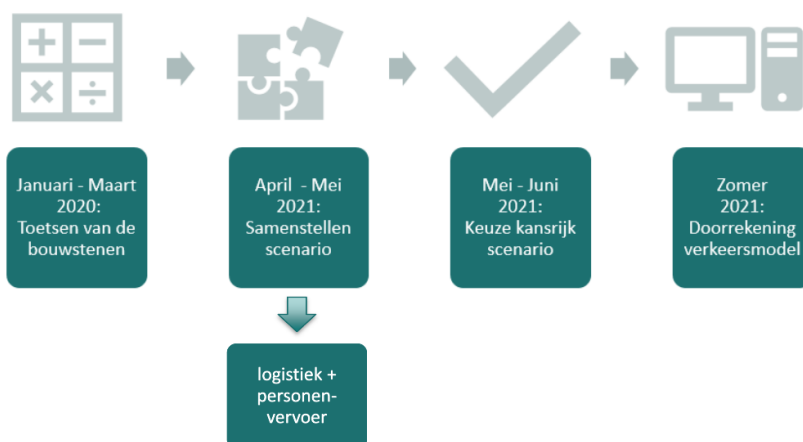 Januari - Maart
2020:
Toetsen van de
bouwstenen
April - Mei
2021:
Samenstellen
scenario
Mei - Juni
2021:
Keuze kansrijk
scenario
Zomer
2021:
Doorrekening
verkeersmodel
logistiek +
personen-
vervoer